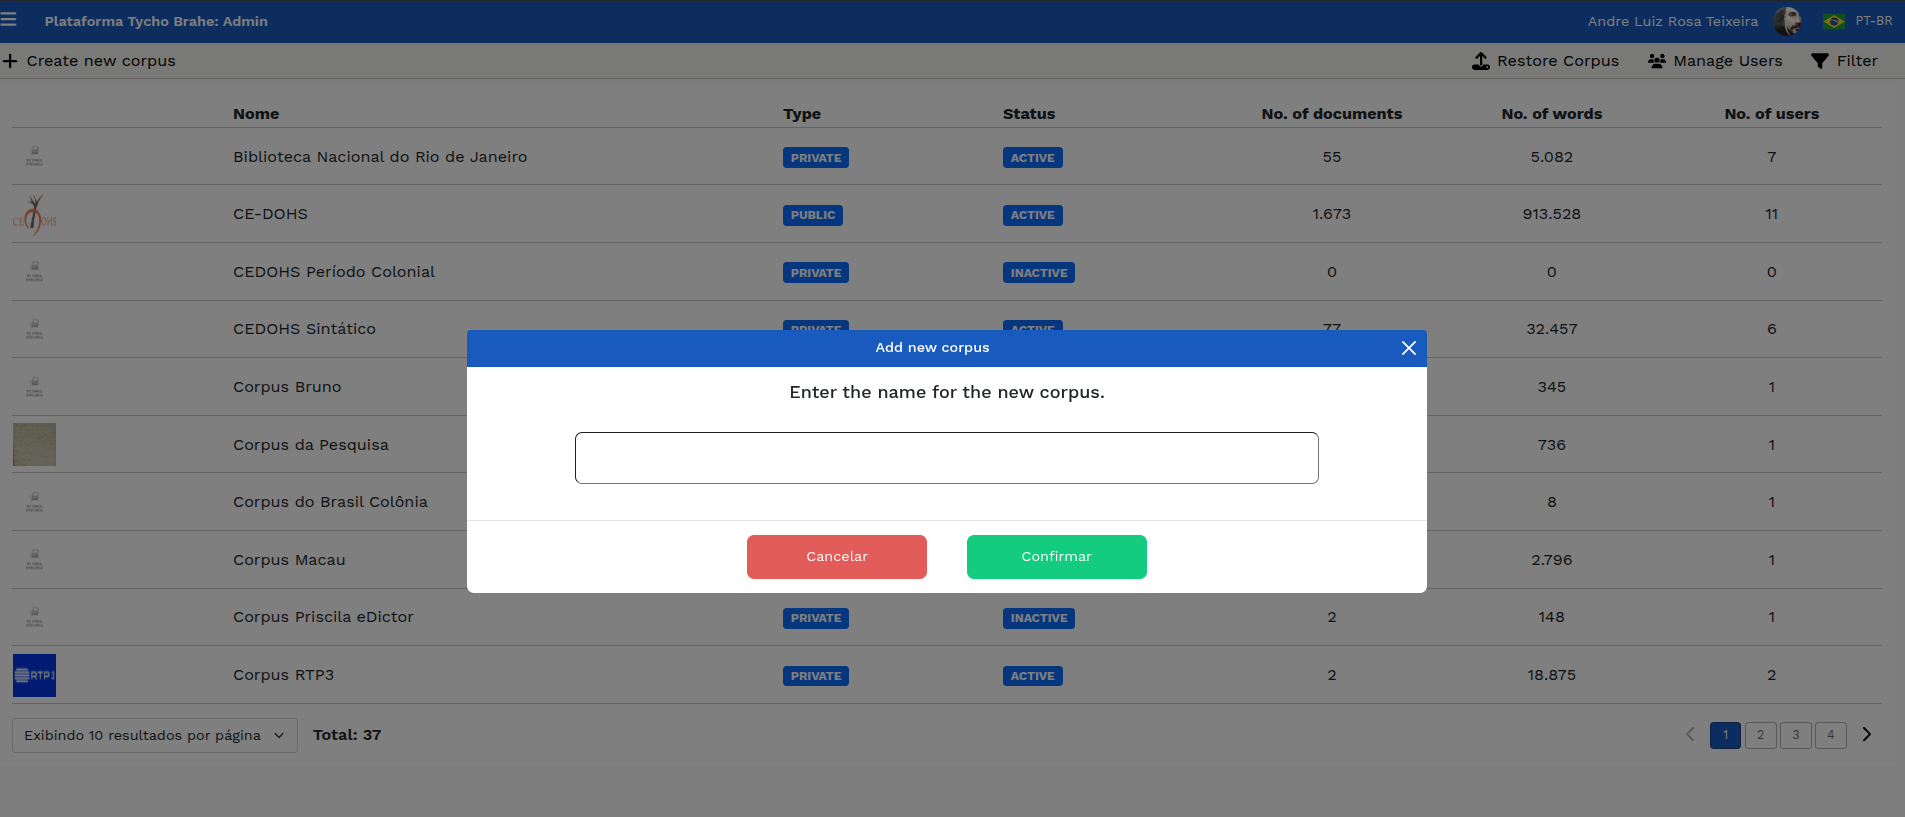 Plataforma Tycho Brahe: Admin Andre Luiz Rosa Teixeira PT-BR
Create new corpus Restore Corpus Manage Users Filter
Nome Type Status No. of documents No. of words No. of users
Biblioteca Nacional do Rio de Janeiro PRIVATE ACTIVE 55 5.082 7
CE-DOHS PUBLIC ACTIVE 1.673 913.528 11
CEDOHS Período Colonial PRIVATE INACTIVE 0 0 0
CEDOHS Sintático PRIVATE ACTIVE 77 32.457 6
Add new corpus
Enter the name for the new corpus.
Cancelar Confirmar
Corpus Bruno 345 1
Corpus da Pesquisa 736 1
Corpus do Brasil Colônia 8 1
Corpus Macau 2.796 1
Corpus Priscila eDictor PRIVATE INACTIVE 2 148 1
RTP3 Corpus RTP3 PRIVATE ACTIVE 2 18.875 2
Exibindo 10 resultados por página Total: 37 1 2 3 4